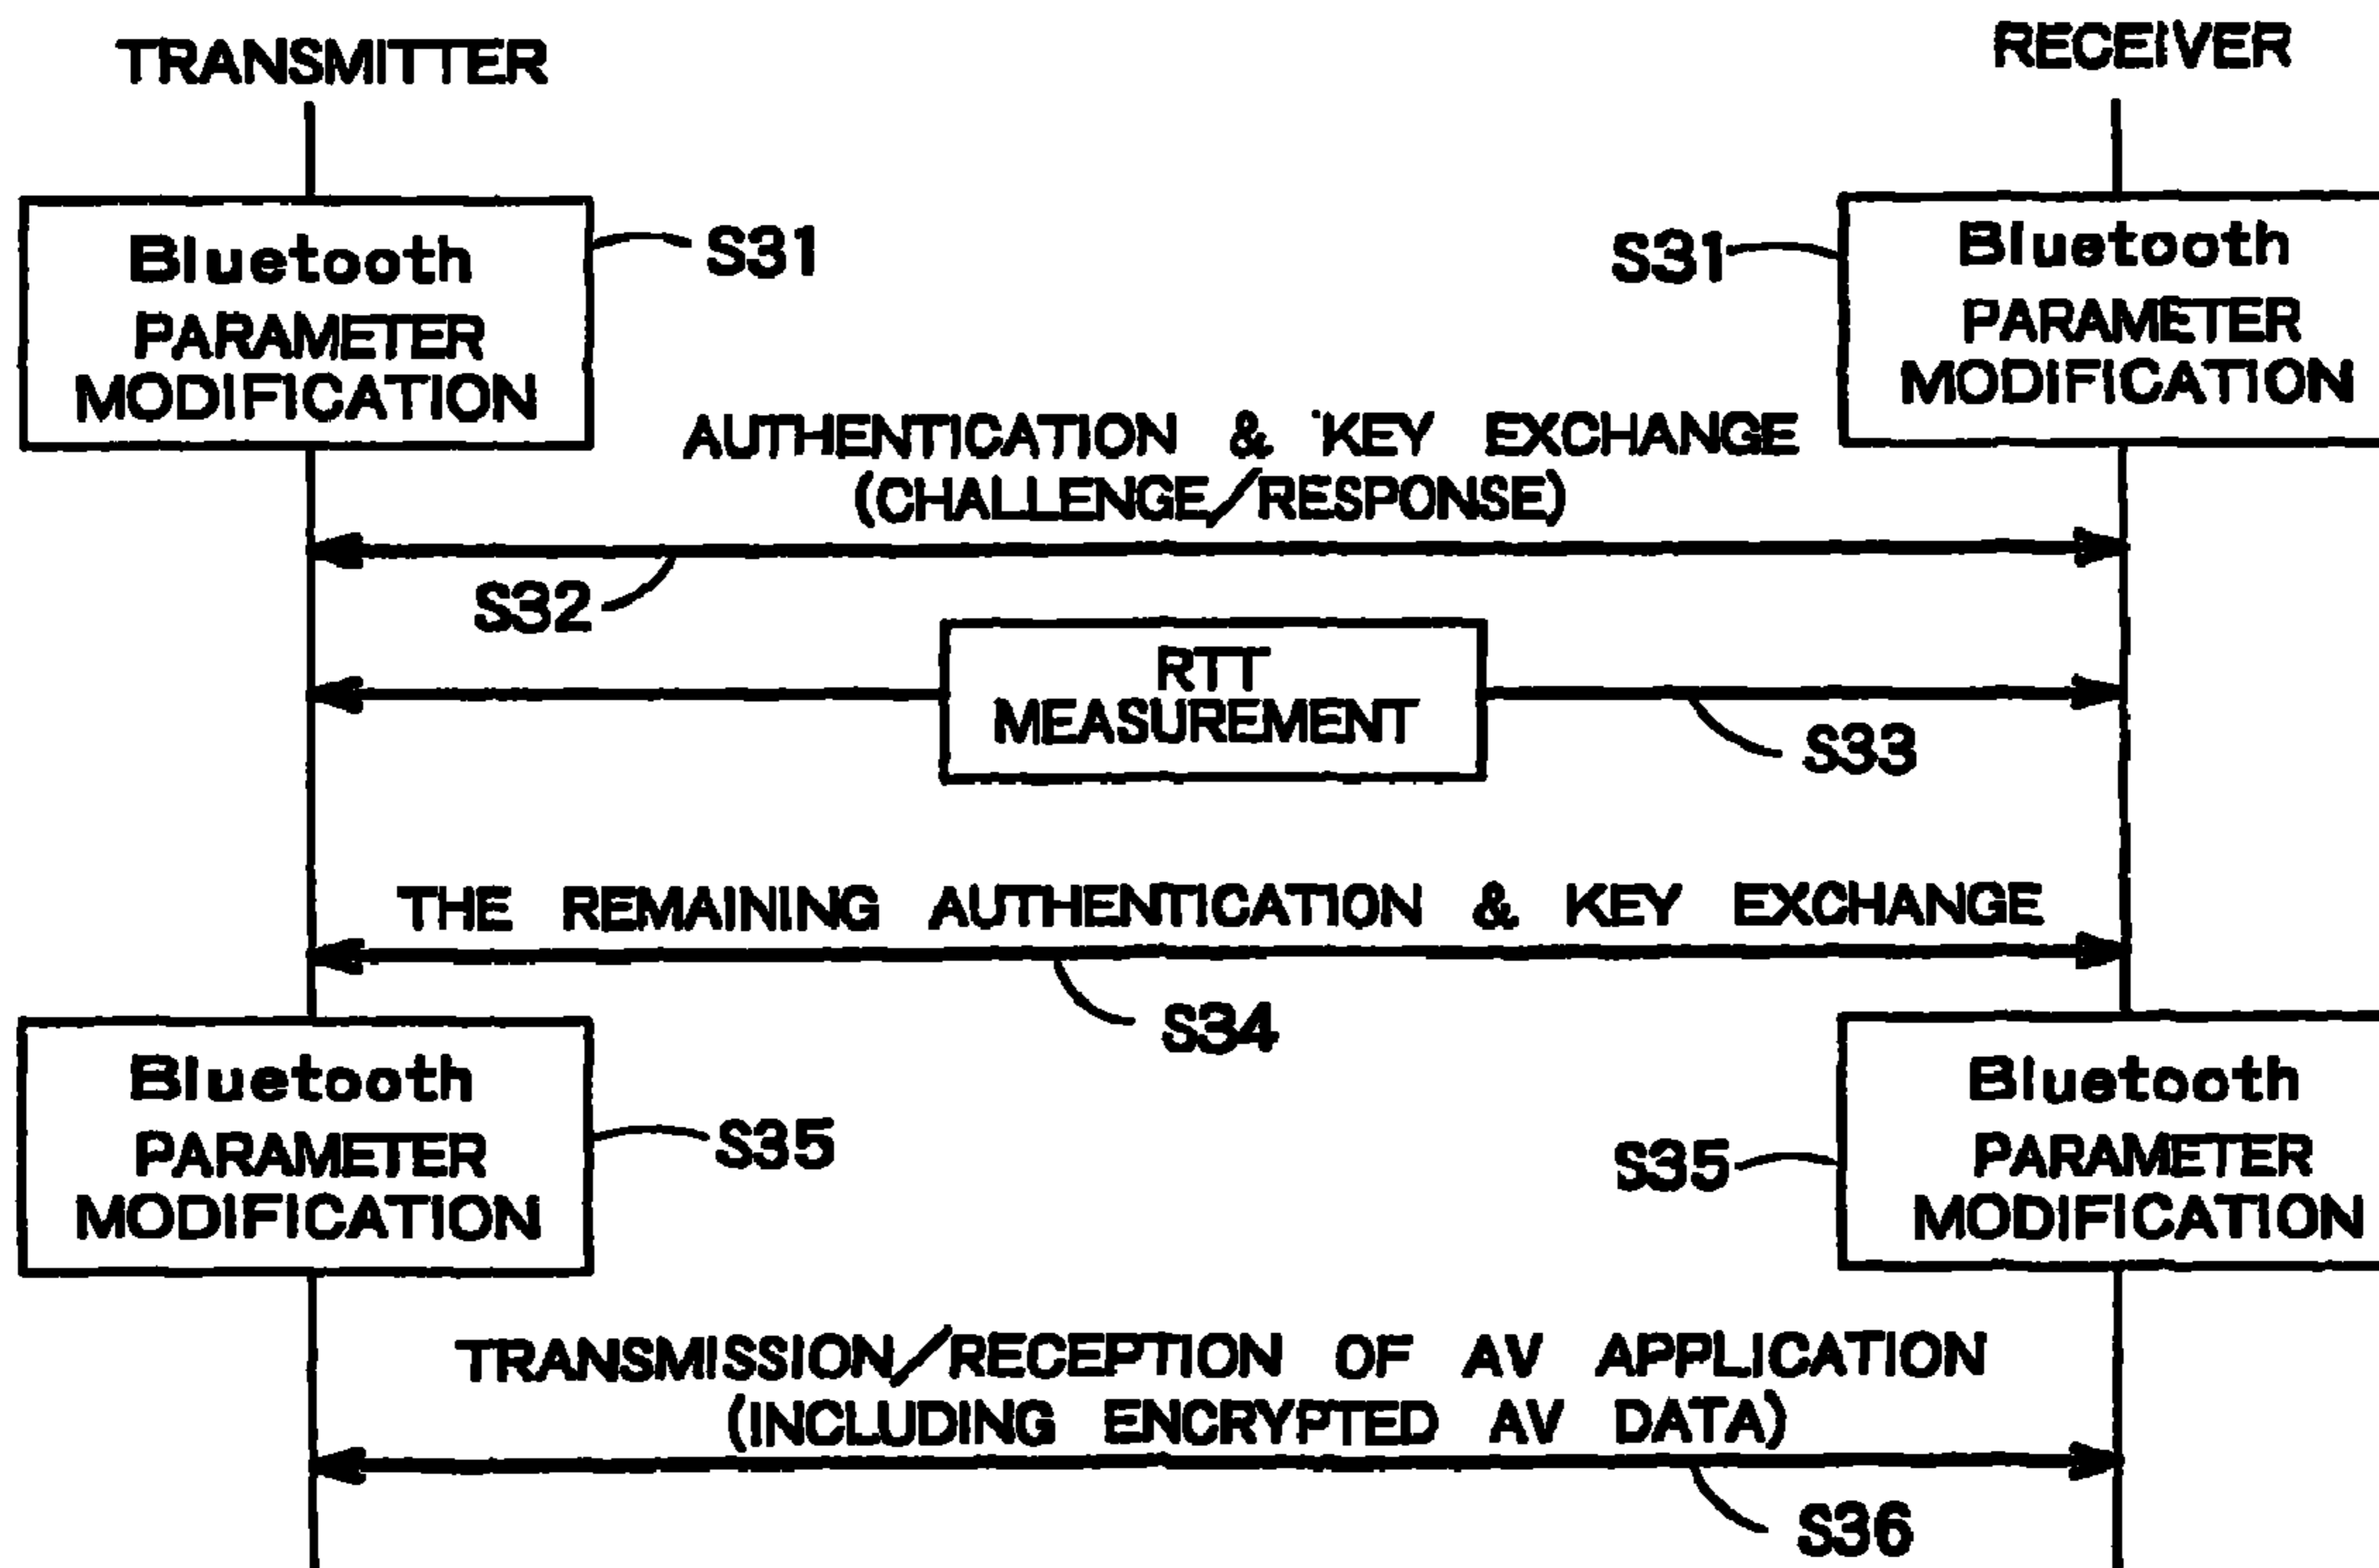 TRANSMITTER
RECEIVER
Bluetooth
PARAMETER
MODIFICATION
S31
S31
Bluetooth
PARAMETER
MODIFICATION
AUTHENTICATION & KEY EXCHANGE
(CHALLENGE/RESPONSE)
S32
RTT
MEASUREMENT
S33
THE REMAINING AUTHENTICATION & KEY EXCHANGE
S34
Bluetooth
PARAMETER
MODIFICATION
S35
S35
Bluetooth
PARAMETER
MODIFICATION
TRANSMISSION/RECEPTION OF AV APPLICATION
(INCLUDING ENCRYPTED AV DATA)
S36